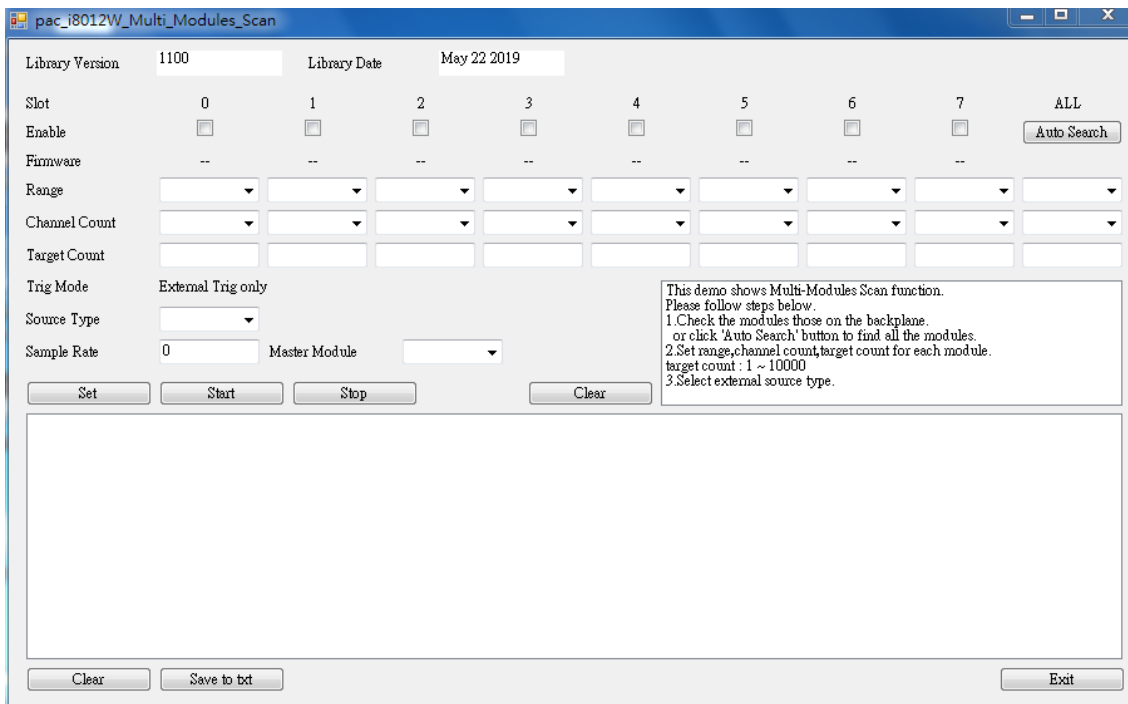 pac_i8012W_Multi_Modules_Scan
Library Version 1100 Library Date May 22 2019
Slot 0 1 2 3 4 5 6 7 ALL
Enable Auto Search
Firmware -- -- -- -- -- -- -- --
Range
Channel Count
Target Count
Trig Mode External Trig only
Source Type
Sample Rate 0 Master Module
This demo shows Multi-Modules Scan function.
Please follow steps below.
1.Check the modules those on the backplane.
or click 'Auto Search' button to find all the modules.
2.Set range,channel count,target count for each module.
target count : 1 ~ 10000
3.Select external source type.
Set Start Stop Clear
Clear Save to txt Exit